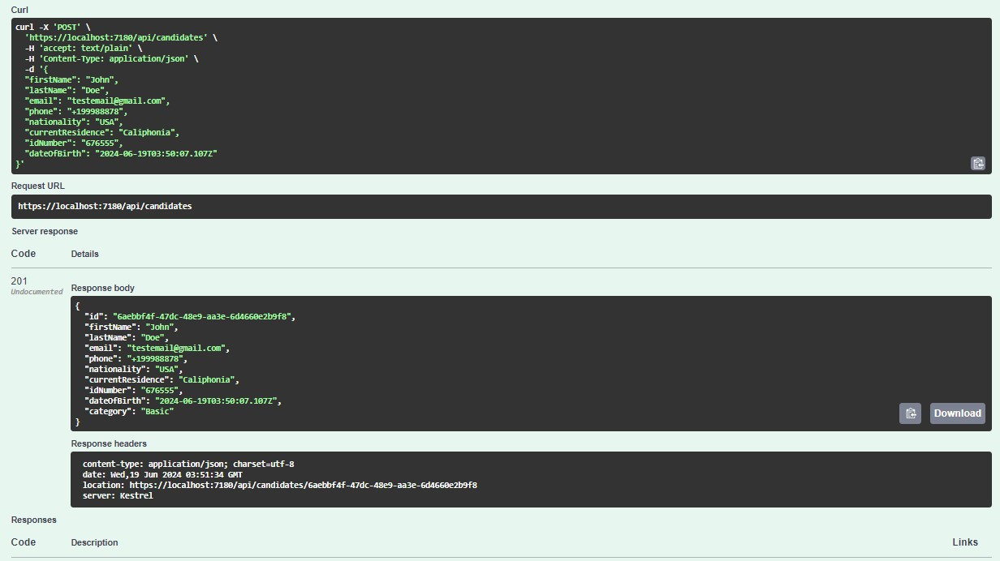 Curl
curl -X 'POST' \
'https://localhost:7180/api/candidates' \
-H 'accept: text/plain' \
-H 'Content-Type: application/json' \
-d '{
"firstName": "John",
"lastName": "Doe",
"email": "testemail@gmail.com",
"phone": "+199988878",
"nationality": "USA",
"currentResidence": "Caliphonia",
"idNumber": "676555",
"dateOfBirth": "2024-06-19T03:50:07.107Z"
}'
Request URL
https://localhost:7180/api/candidates
Server response
Code Details
201
Undocumented
Response body
{
"id": "6aebbf4f-47dc-48e9-aa3e-6d4660e2b9f8",
"firstName": "John",
"lastName": "Doe",
"email": "testemail@gmail.com",
"phone": "+199988878",
"nationality": "USA",
"currentResidence": "Caliphonia",
"idNumber": "676555",
"dateOfBirth": "2024-06-19T03:50:07.107Z",
"category": "Basic"
}
Download
Response headers
content-type: application/json; charset=utf-8
date: Wed,19 Jun 2024 03:51:34 GMT
location: https://localhost:7180/api/candidates/6aebbf4f-47dc-48e9-aa3e-6d4660e2b9f8
server: Kestrel
Responses
Code Description Links